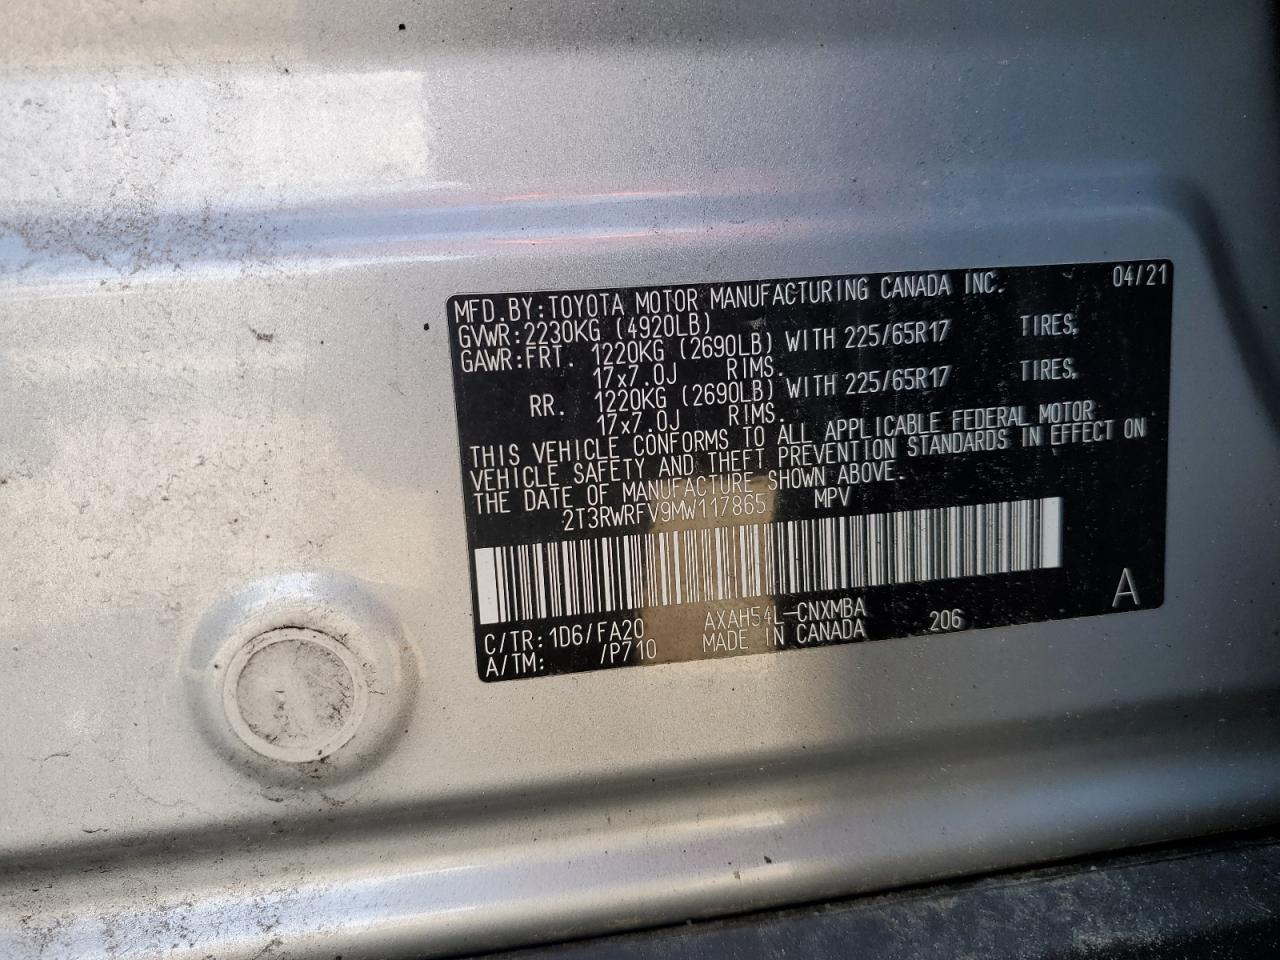 MFD.BY:TOYOTA MOTOR MANUFACTURING CANADA INC. 04/21
GVWR:2230KG (4920LB)
GAWR:FRT. 1220KG (2690LB) WITH 225/65R17 TIRES,
17x7.0J RIMS.
RR. 1220KG (2690LB) WITH 225/65R17 TIRES,
17x7.0J RIMS.
THIS VEHICLE CONFORMS TO ALL APPLICABLE FEDERAL MOTOR
VEHICLE SAFETY AND THEFT PREVENTION STANDARDS IN EFFECT ON
THE DATE OF MANUFACTURE SHOWN ABOVE.
2T3RWRFV9MW117865 MPV
C/TR:1D6/FA20 AXAH54L-CNXMBA 206 A
A/TM: /P710 MADE IN CANADA